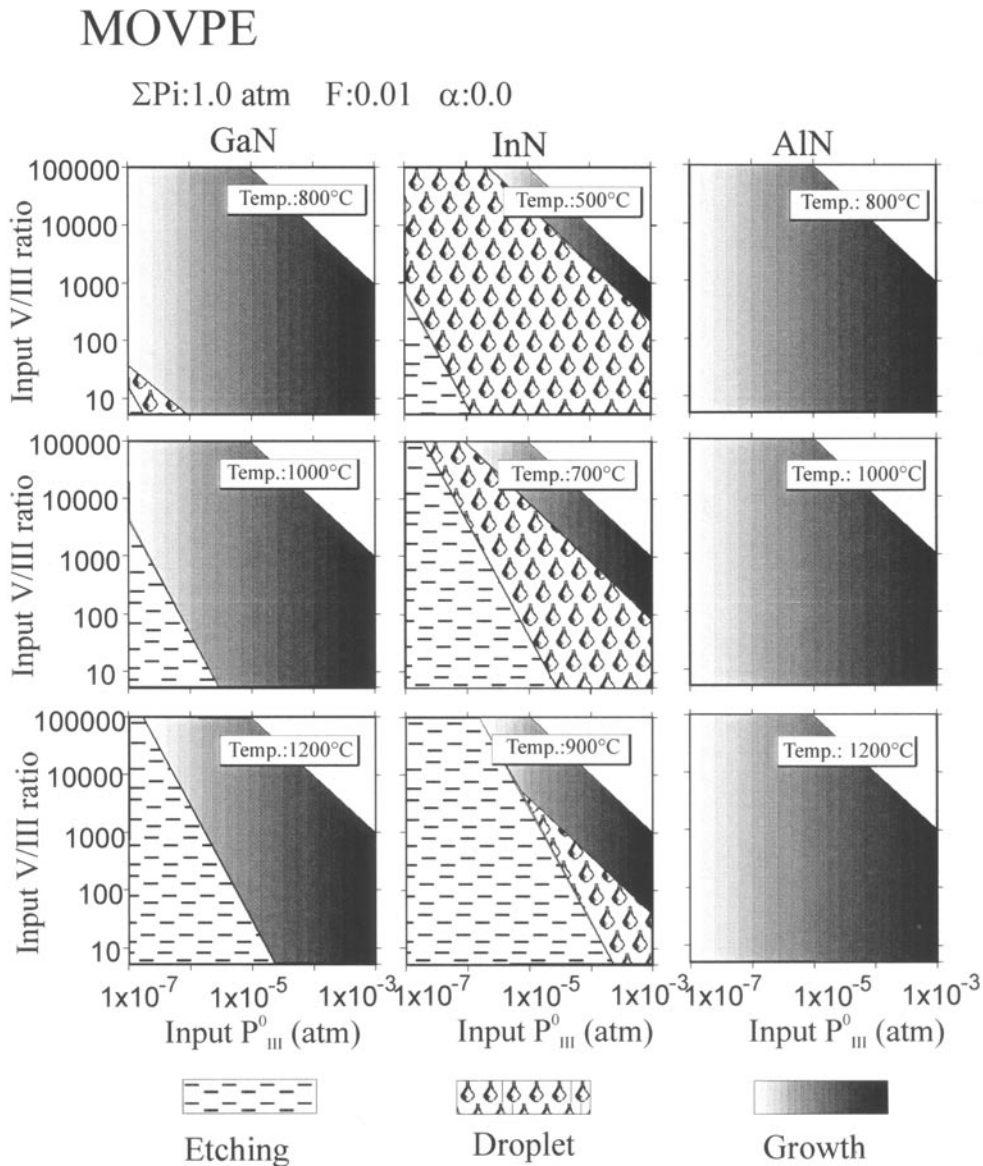 MOVPE
ΣPi:1.0 atm F:0.01 α:0.0
GaN InN AlN
Input V/III ratio
100000
10000
1000
100
10
Temp.:800°C
Temp.:500°C
Temp.: 800°C
Input V/III ratio
100000
10000
1000
100
10
Temp.:1000°C
Temp.:700°C
Temp.: 1000°C
Input V/III ratio
100000
10000
1000
100
10
Temp.:1200°C
Temp.:900°C
Temp.: 1200°C
1x10⁻⁷ 1x10⁻⁵ 1x10⁻³ 1x10⁻⁷ 1x10⁻⁵ 1x10⁻³ 1x10⁻⁷ 1x10⁻⁵ 1x10⁻³
Input P⁰III (atm) Input P⁰III (atm) Input P⁰III (atm)
Etching Droplet Growth